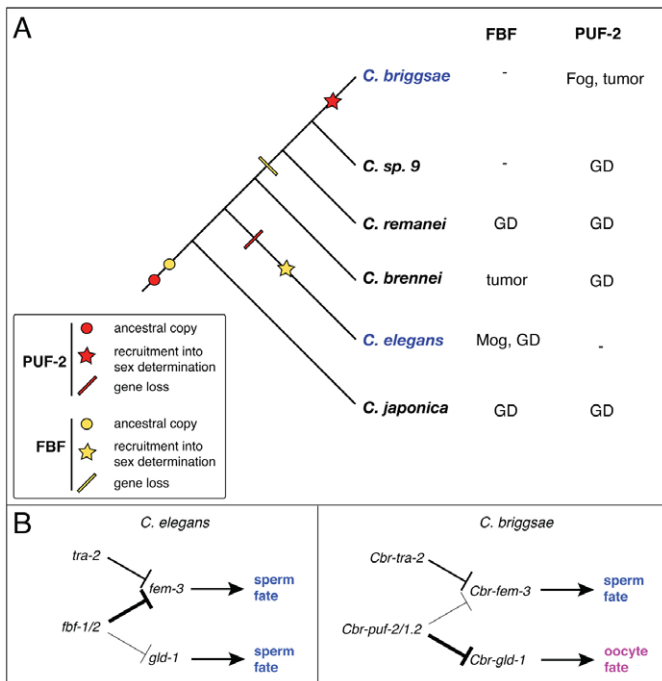 A
FBF PUF-2
C. briggsae - Fog, tumor
C. sp. 9 - GD
C. remanei GD GD
C. brennei tumor GD
C. elegans Mog, GD -
C. japonica GD GD
PUF-2
ancestral copy
recruitment into
sex determination
gene loss
FBF
ancestral copy
recruitment into
sex determination
gene loss
B
C. elegans
tra-2
fem-3
sperm
fate
fbf-1/2
gld-1
sperm
fate
C. briggsae
Cbr-tra-2
Cbr-fem-3
sperm
fate
Cbr-puf-2/1.2
Cbr-gld-1
oocyte
fate